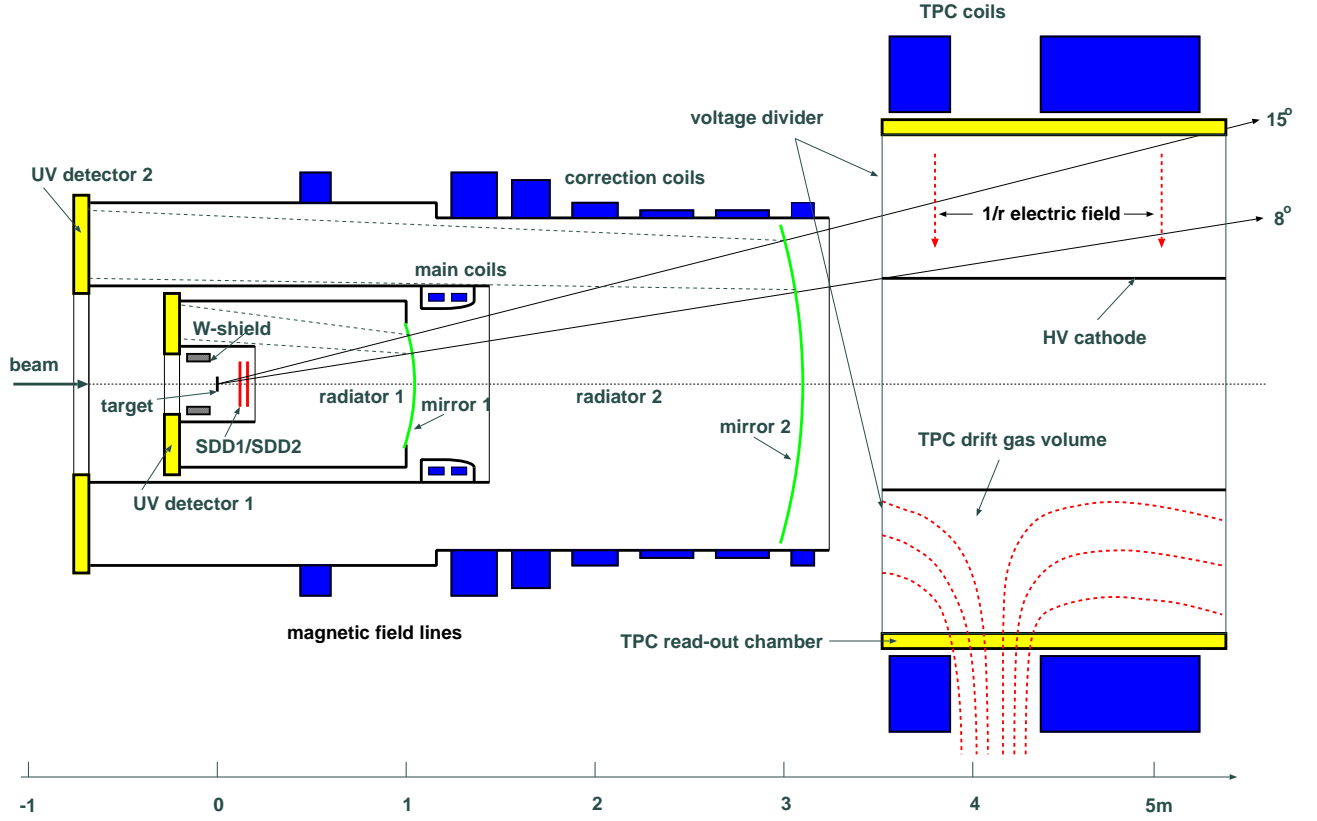 TPC coils
voltage divider
15°
UV detector 2
correction coils
1/r electric field
8°
main coils
W-shield
HV cathode
beam
radiator 1
radiator 2
target
mirror 1
mirror 2
SDD1/SDD2
TPC drift gas volume
UV detector 1
magnetic field lines
TPC read-out chamber
-1
0
1
2
3
4
5m